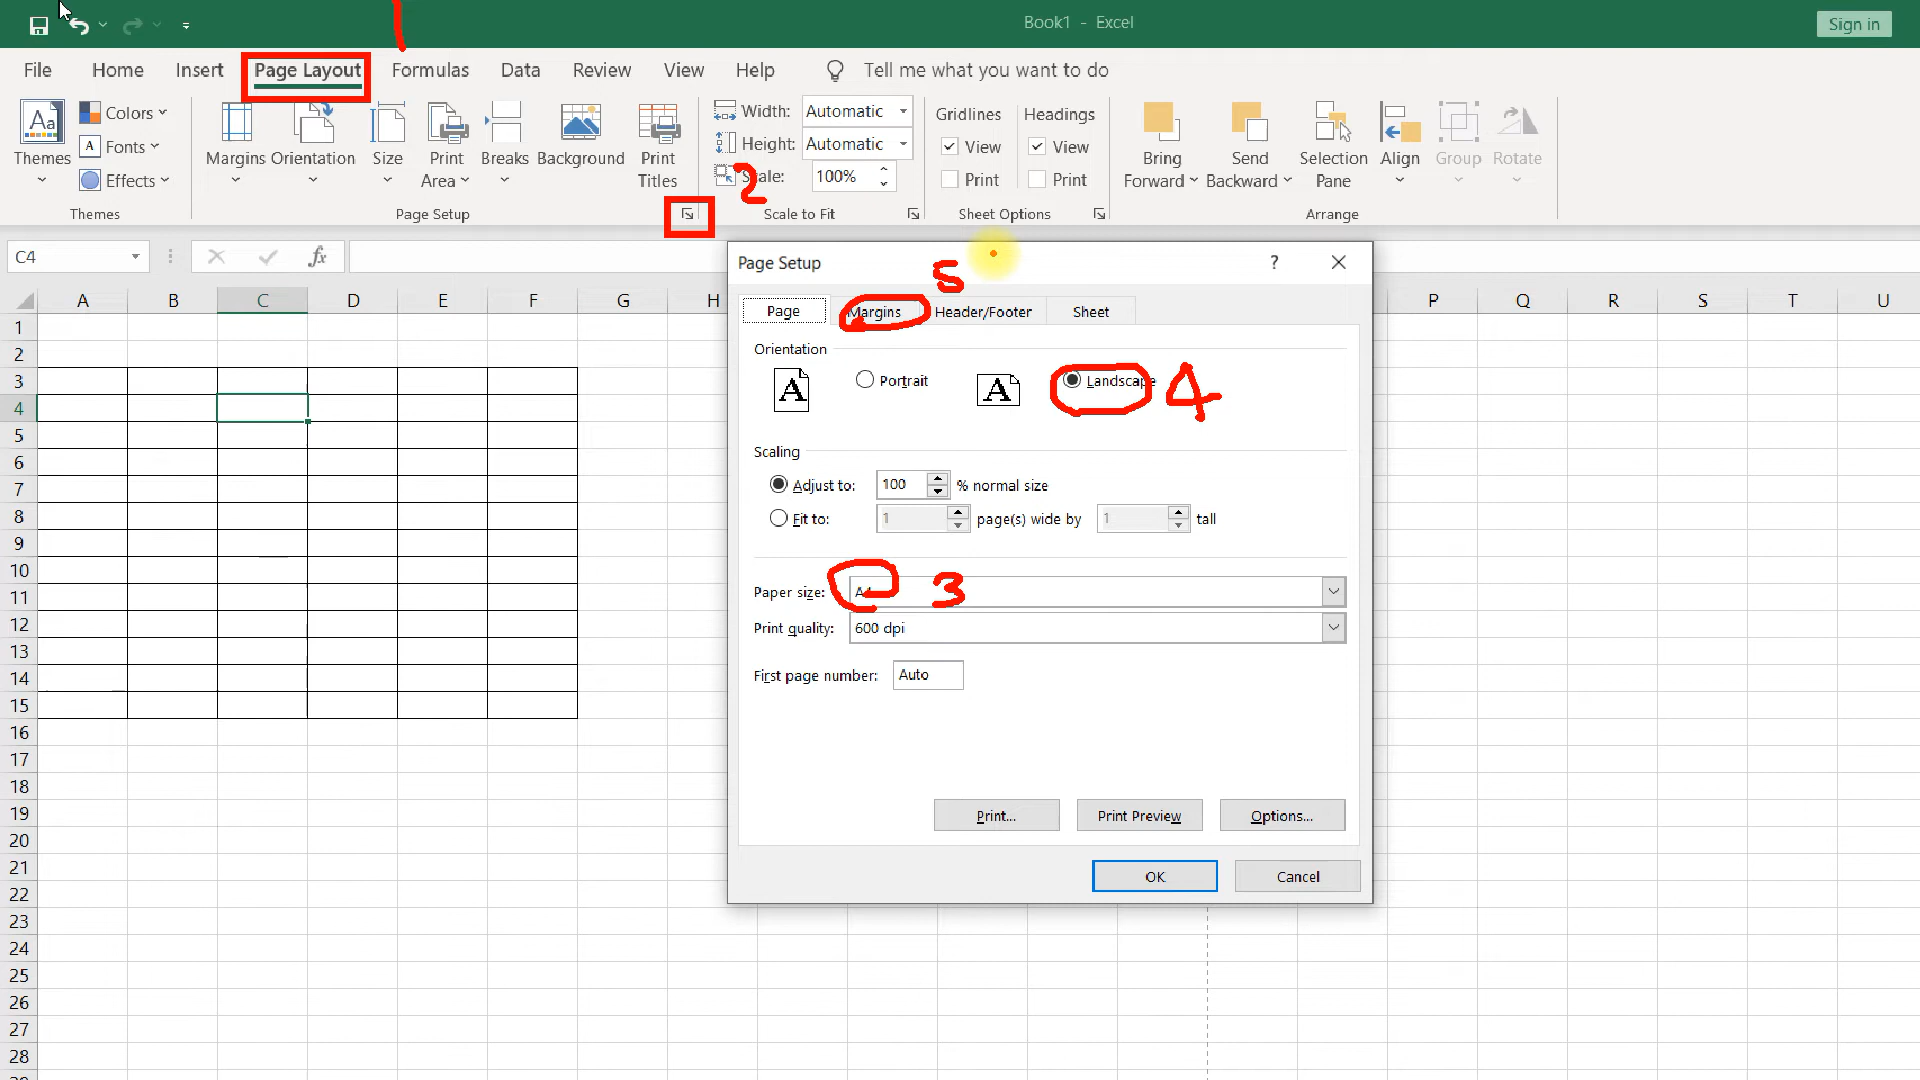 Book1 - Excel
Sign in
File Home Insert Page Layout Formulas Data Review View Help Tell me what you want to do
1
Themes
Colors
Fonts
Effects
Themes
Margins Orientation Size Print Area Breaks Background Print Titles
Page Setup
2
Width: Automatic
Height: Automatic
Scale: 100%
Scale to Fit
Gridlines Headings
View View
Print Print
Sheet Options
Bring Forward Send Backward Selection Pane Align Group Rotate
Arrange
C4 fx
A B C D E F G H P Q R S T U
1
2
3
4
5
6
7
8
9
10
11
12
13
14
15
16
17
18
19
20
21
22
23
24
25
26
27
28
Page Setup ?
5
Page Margins Header/Footer Sheet
Orientation
A Portrait A Landscape 4
Scaling
Adjust to: 100 % normal size
Fit to: 1 page(s) wide by 1 tall
Paper size: A4 3
Print quality: 600 dpi
First page number: Auto
Print... Print Preview Options...
OK Cancel